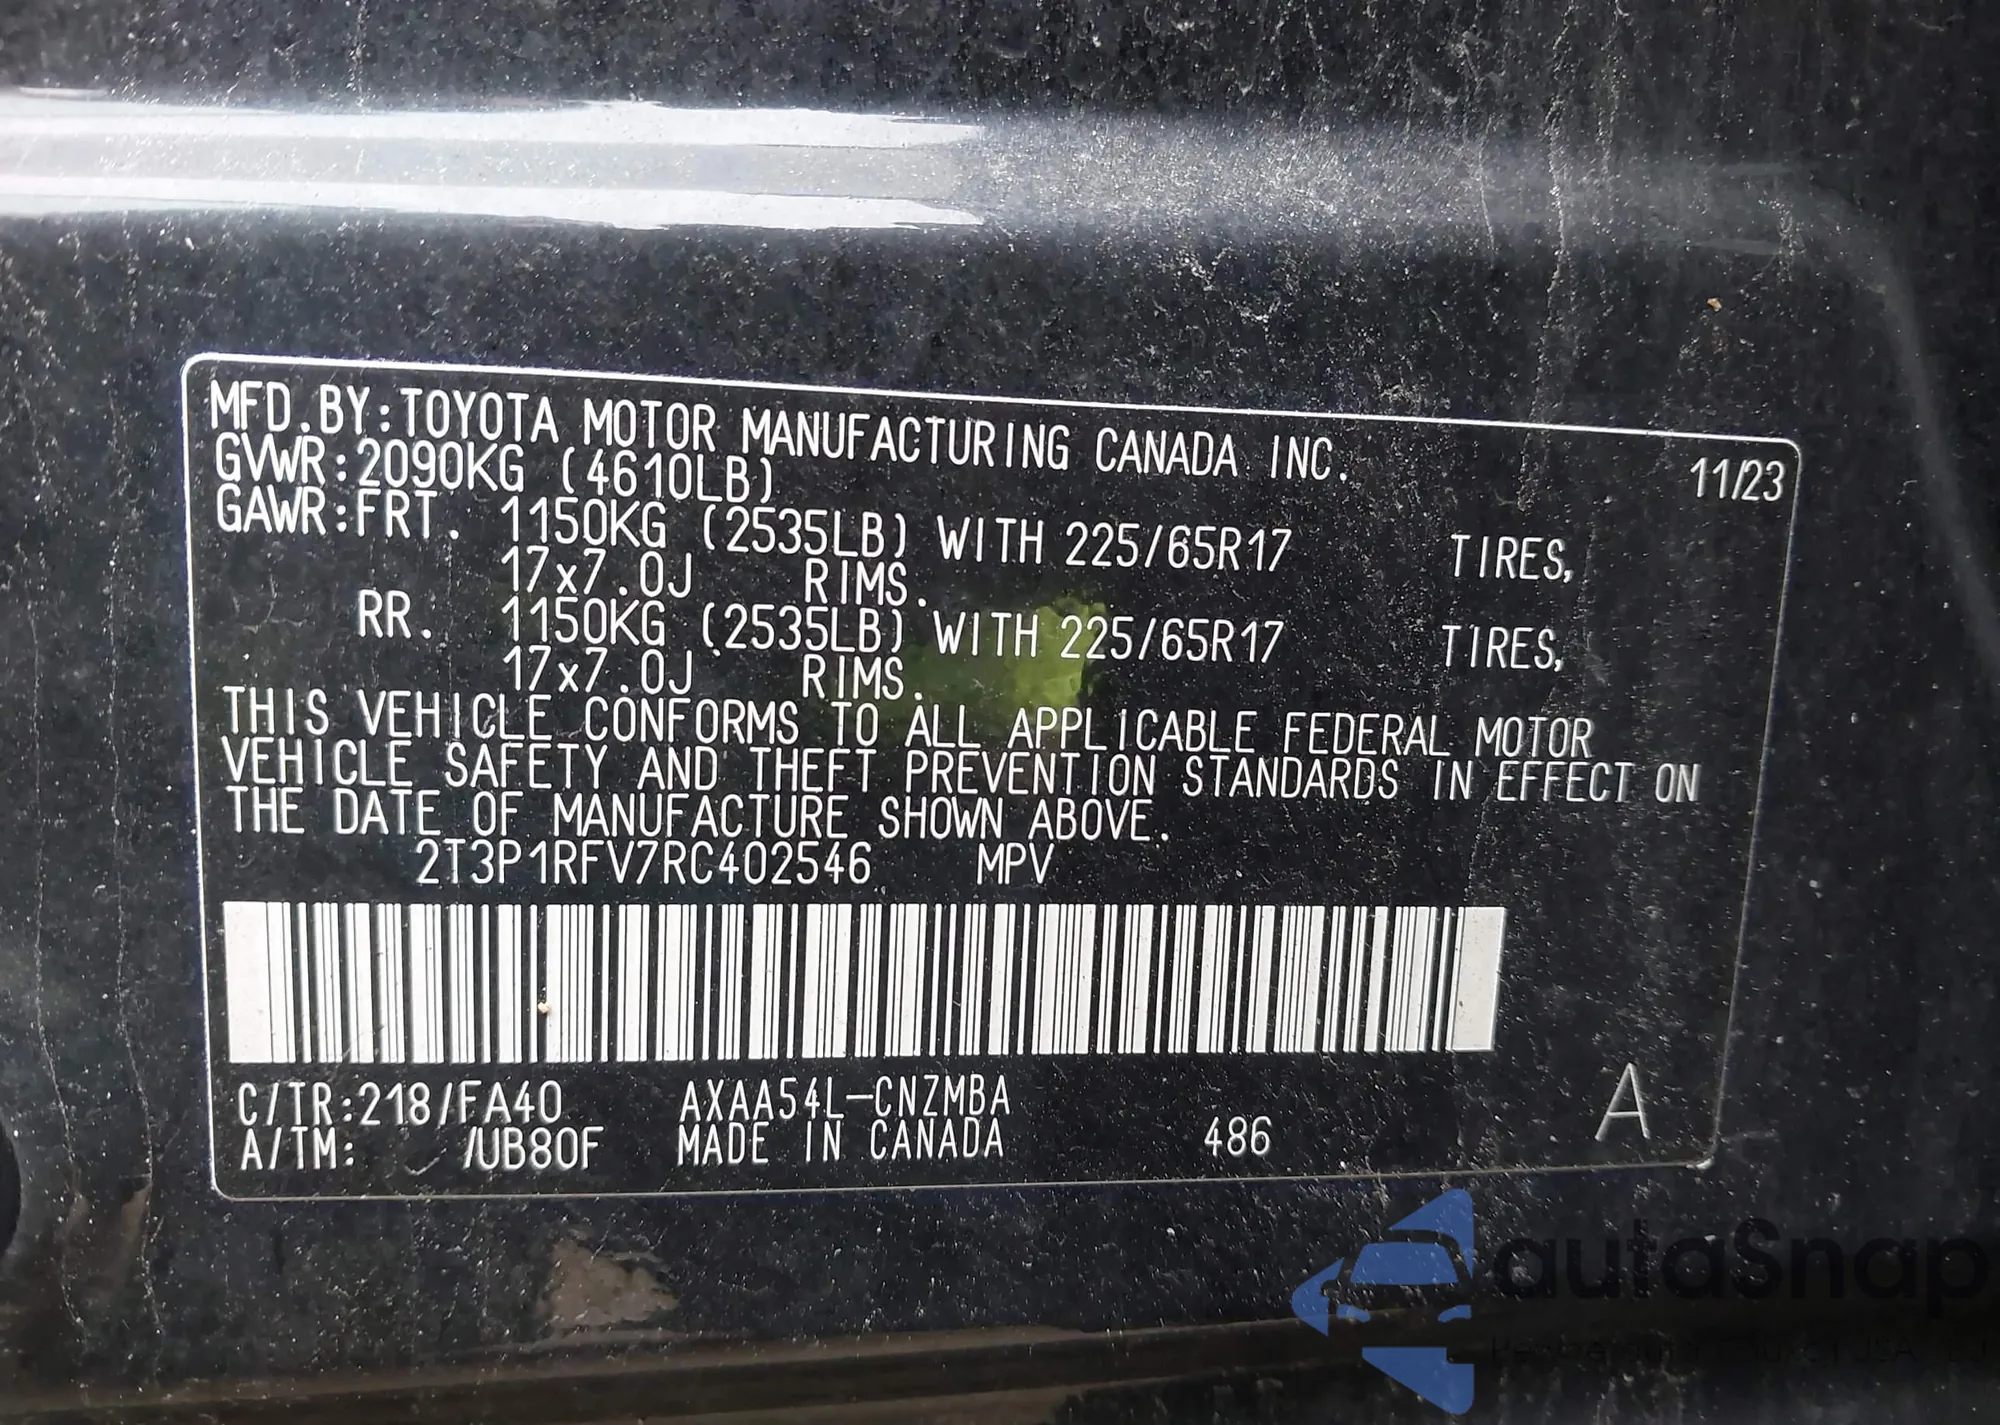 MFD.BY:TOYOTA MOTOR MANUFACTURING CANADA INC. 11/23
GVWR:2090KG (4610LB)
GAWR:FRT. 1150KG (2535LB) WITH 225/65R17 TIRES,
17x7.0J RIMS.
RR. 1150KG (2535LB) WITH 225/65R17 TIRES,
17x7.0J RIMS.
THIS VEHICLE CONFORMS TO ALL APPLICABLE FEDERAL MOTOR
VEHICLE SAFETY AND THEFT PREVENTION STANDARDS IN EFFECT ON
THE DATE OF MANUFACTURE SHOWN ABOVE.
2T3P1RFV7RC402546 MPV
C/TR:218/FA40 AXAA54L-CNZMBA
A/TM: /UB80F MADE IN CANADA 486 A
autaSnap